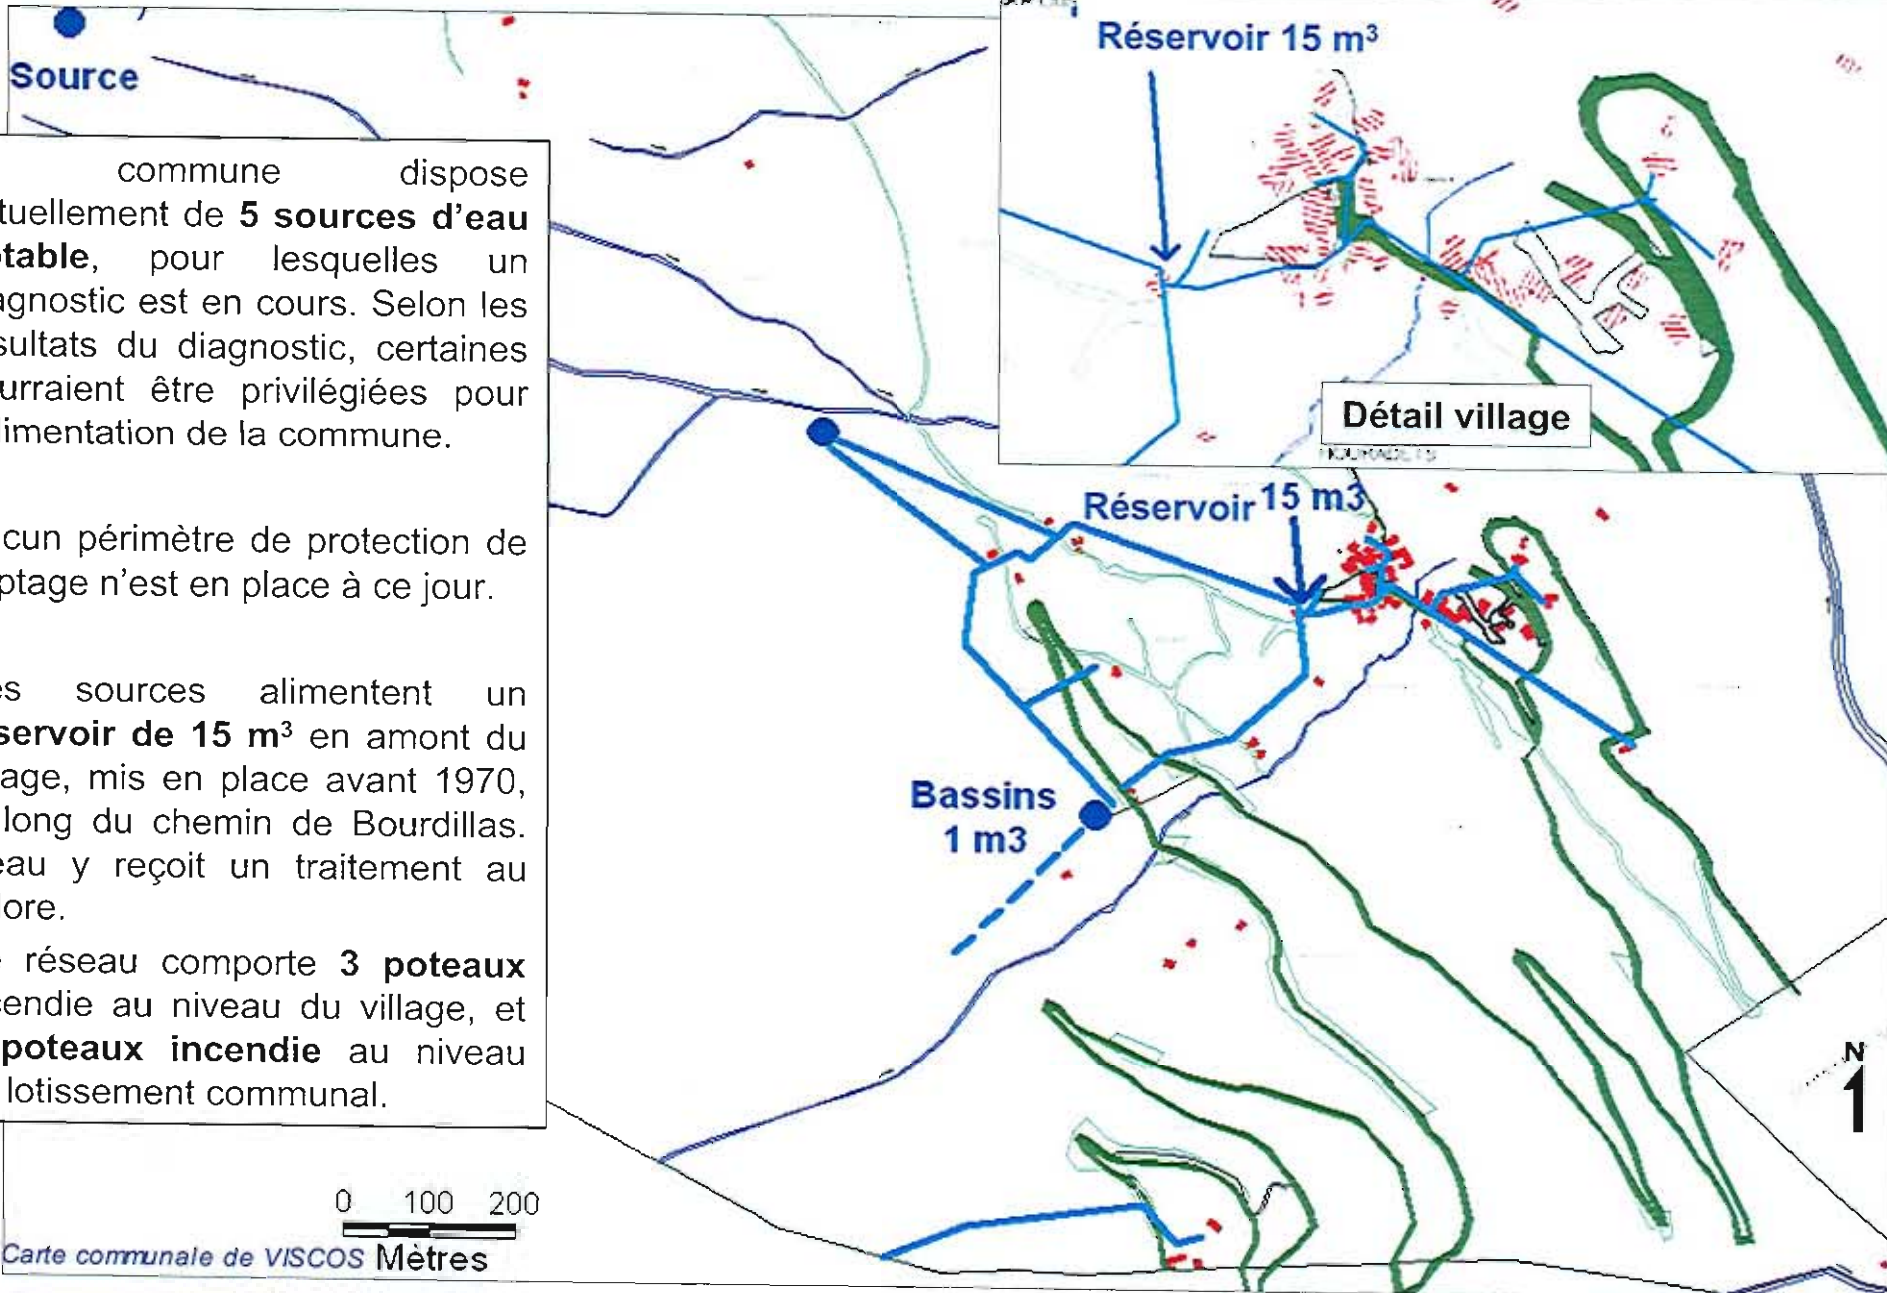 Source
Réservoir 15 m³
commune dispose
tuellement de 5 sources d'eau
table, pour lesquelles un
agnostic est en cours. Selon les
sultats du diagnostic, certaines
urraient être privilégiées pour
limentation de la commune.
Détail village
cun périmètre de protection de
ptage n'est en place à ce jour.
Réservoir 15 m3
es sources alimentent un
servoir de 15 m³ en amont du
age, mis en place avant 1970,
long du chemin de Bourdillas.
eau y reçoit un traitement au
lore.
Bassins
1 m3
réseau comporte 3 poteaux
cendie au niveau du village, et
poteaux incendie au niveau
lotissement communal.
N
0 100 200
Mètres
Carte communale de VISCOS